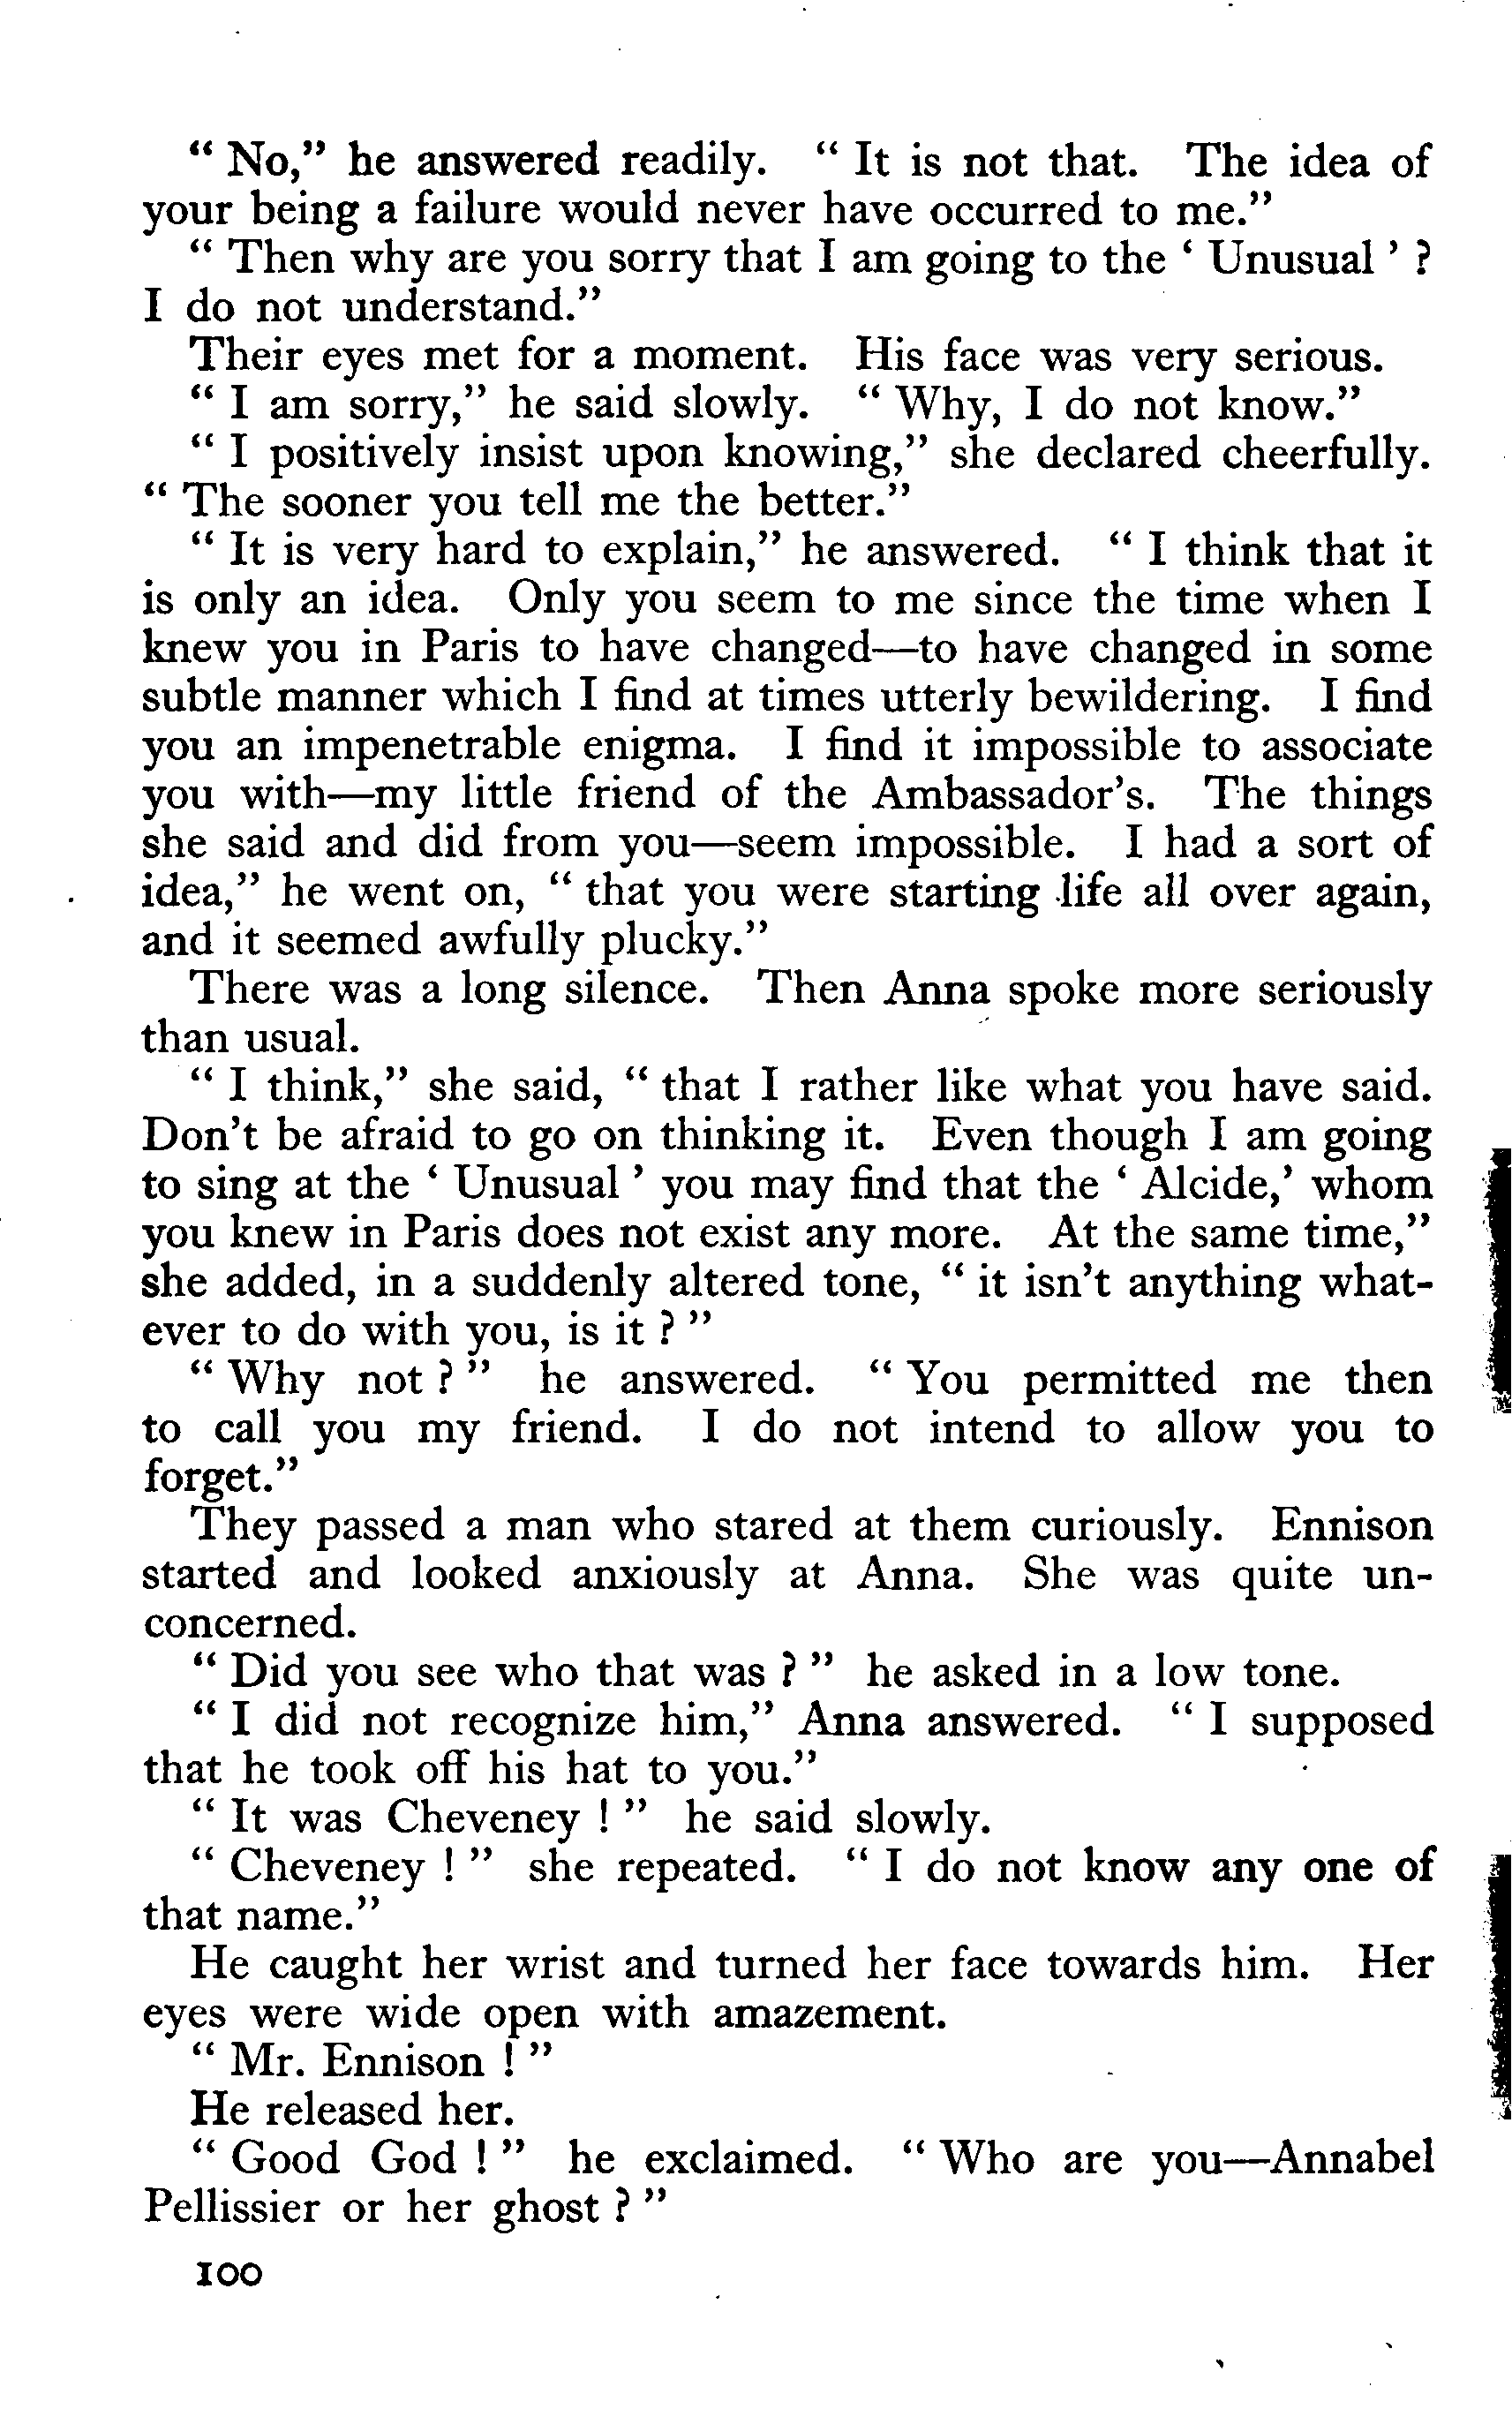 “ No,” he answered readily. “ It is not that. The idea of
your being a failure would never have occurred to me.”
“ Then why are you sorry that I am going to the ‘ Unusual ’ ?
I do not understand.”
Their eyes met for a moment. His face was very serious.
“ I am sorry,” he said slowly. “ Why, I do not know.”
“ I positively insist upon knowing,” she declared cheerfully.
“ The sooner you tell me the better.”
“ It is very hard to explain,” he answered. “ I think that it
is only an idea. Only you seem to me since the time when I
knew you in Paris to have changed—to have changed in some
subtle manner which I find at times utterly bewildering. I find
you an impenetrable enigma. I find it impossible to associate
you with—my little friend of the Ambassador’s. The things
she said and did from you—seem impossible. I had a sort of
idea,” he went on, “ that you were starting life all over again,
and it seemed awfully plucky.”
There was a long silence. Then Anna spoke more seriously
than usual.
“ I think,” she said, “ that I rather like what you have said.
Don’t be afraid to go on thinking it. Even though I am going
to sing at the ‘ Unusual ’ you may find that the ‘ Alcide,’ whom
you knew in Paris does not exist any more. At the same time,”
she added, in a suddenly altered tone, “ it isn’t anything what-
ever to do with you, is it ? ”
“ Why not ? ” he answered. “ You permitted me then
to call you my friend. I do not intend to allow you to
forget.”
They passed a man who stared at them curiously. Ennison
started and looked anxiously at Anna. She was quite un-
concerned.
“ Did you see who that was ? ” he asked in a low tone.
“ I did not recognize him,” Anna answered. “ I supposed
that he took off his hat to you.”
“ It was Cheveney ! ” he said slowly.
“ Cheveney ! ” she repeated. “ I do not know any one of
that name.”
He caught her wrist and turned her face towards him. Her
eyes were wide open with amazement.
“ Mr. Ennison ! ”
He released her.
“ Good God ! ” he exclaimed. “ Who are you—Annabel
Pellissier or her ghost ? ”
100